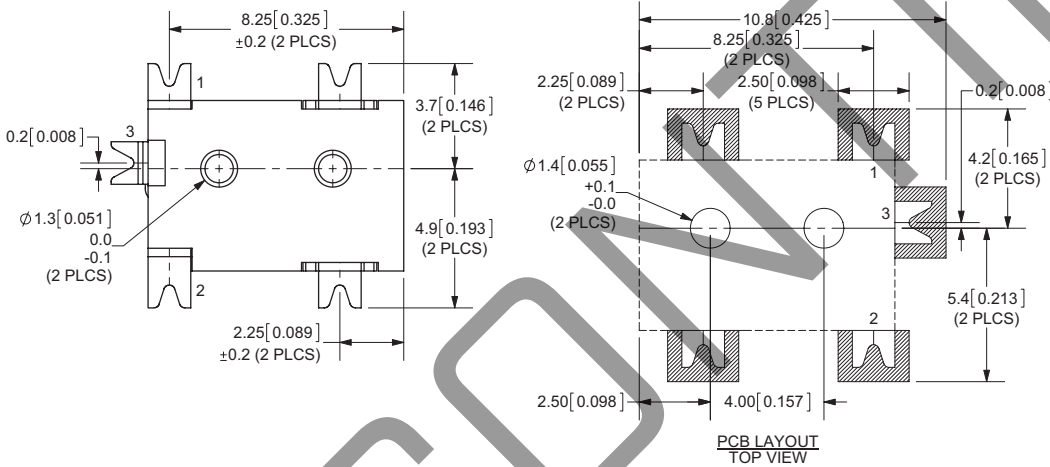 8.25[0.325]
±0.2 (2 PLCS)
1
3.7[0.146]
(2 PLCS)
0.2[0.008]
3
Ø1.3[0.051]
0.0
-0.1
(2 PLCS)
4.9[0.193]
(2 PLCS)
2
2.25[0.089]
±0.2 (2 PLCS)
10.8[0.425]
8.25[0.325]
(2 PLCS)
2.25[0.089]
(2 PLCS)
2.50[0.098]
(5 PLCS)
0.2[0.008]
4.2[0.165]
(2 PLCS)
Ø1.4[0.055]
+0.1
-0.0
(2 PLCS)
1
3
5.4[0.213]
(2 PLCS)
2
2.50[0.098]
4.00[0.157]
PCB LAYOUT
TOP VIEW